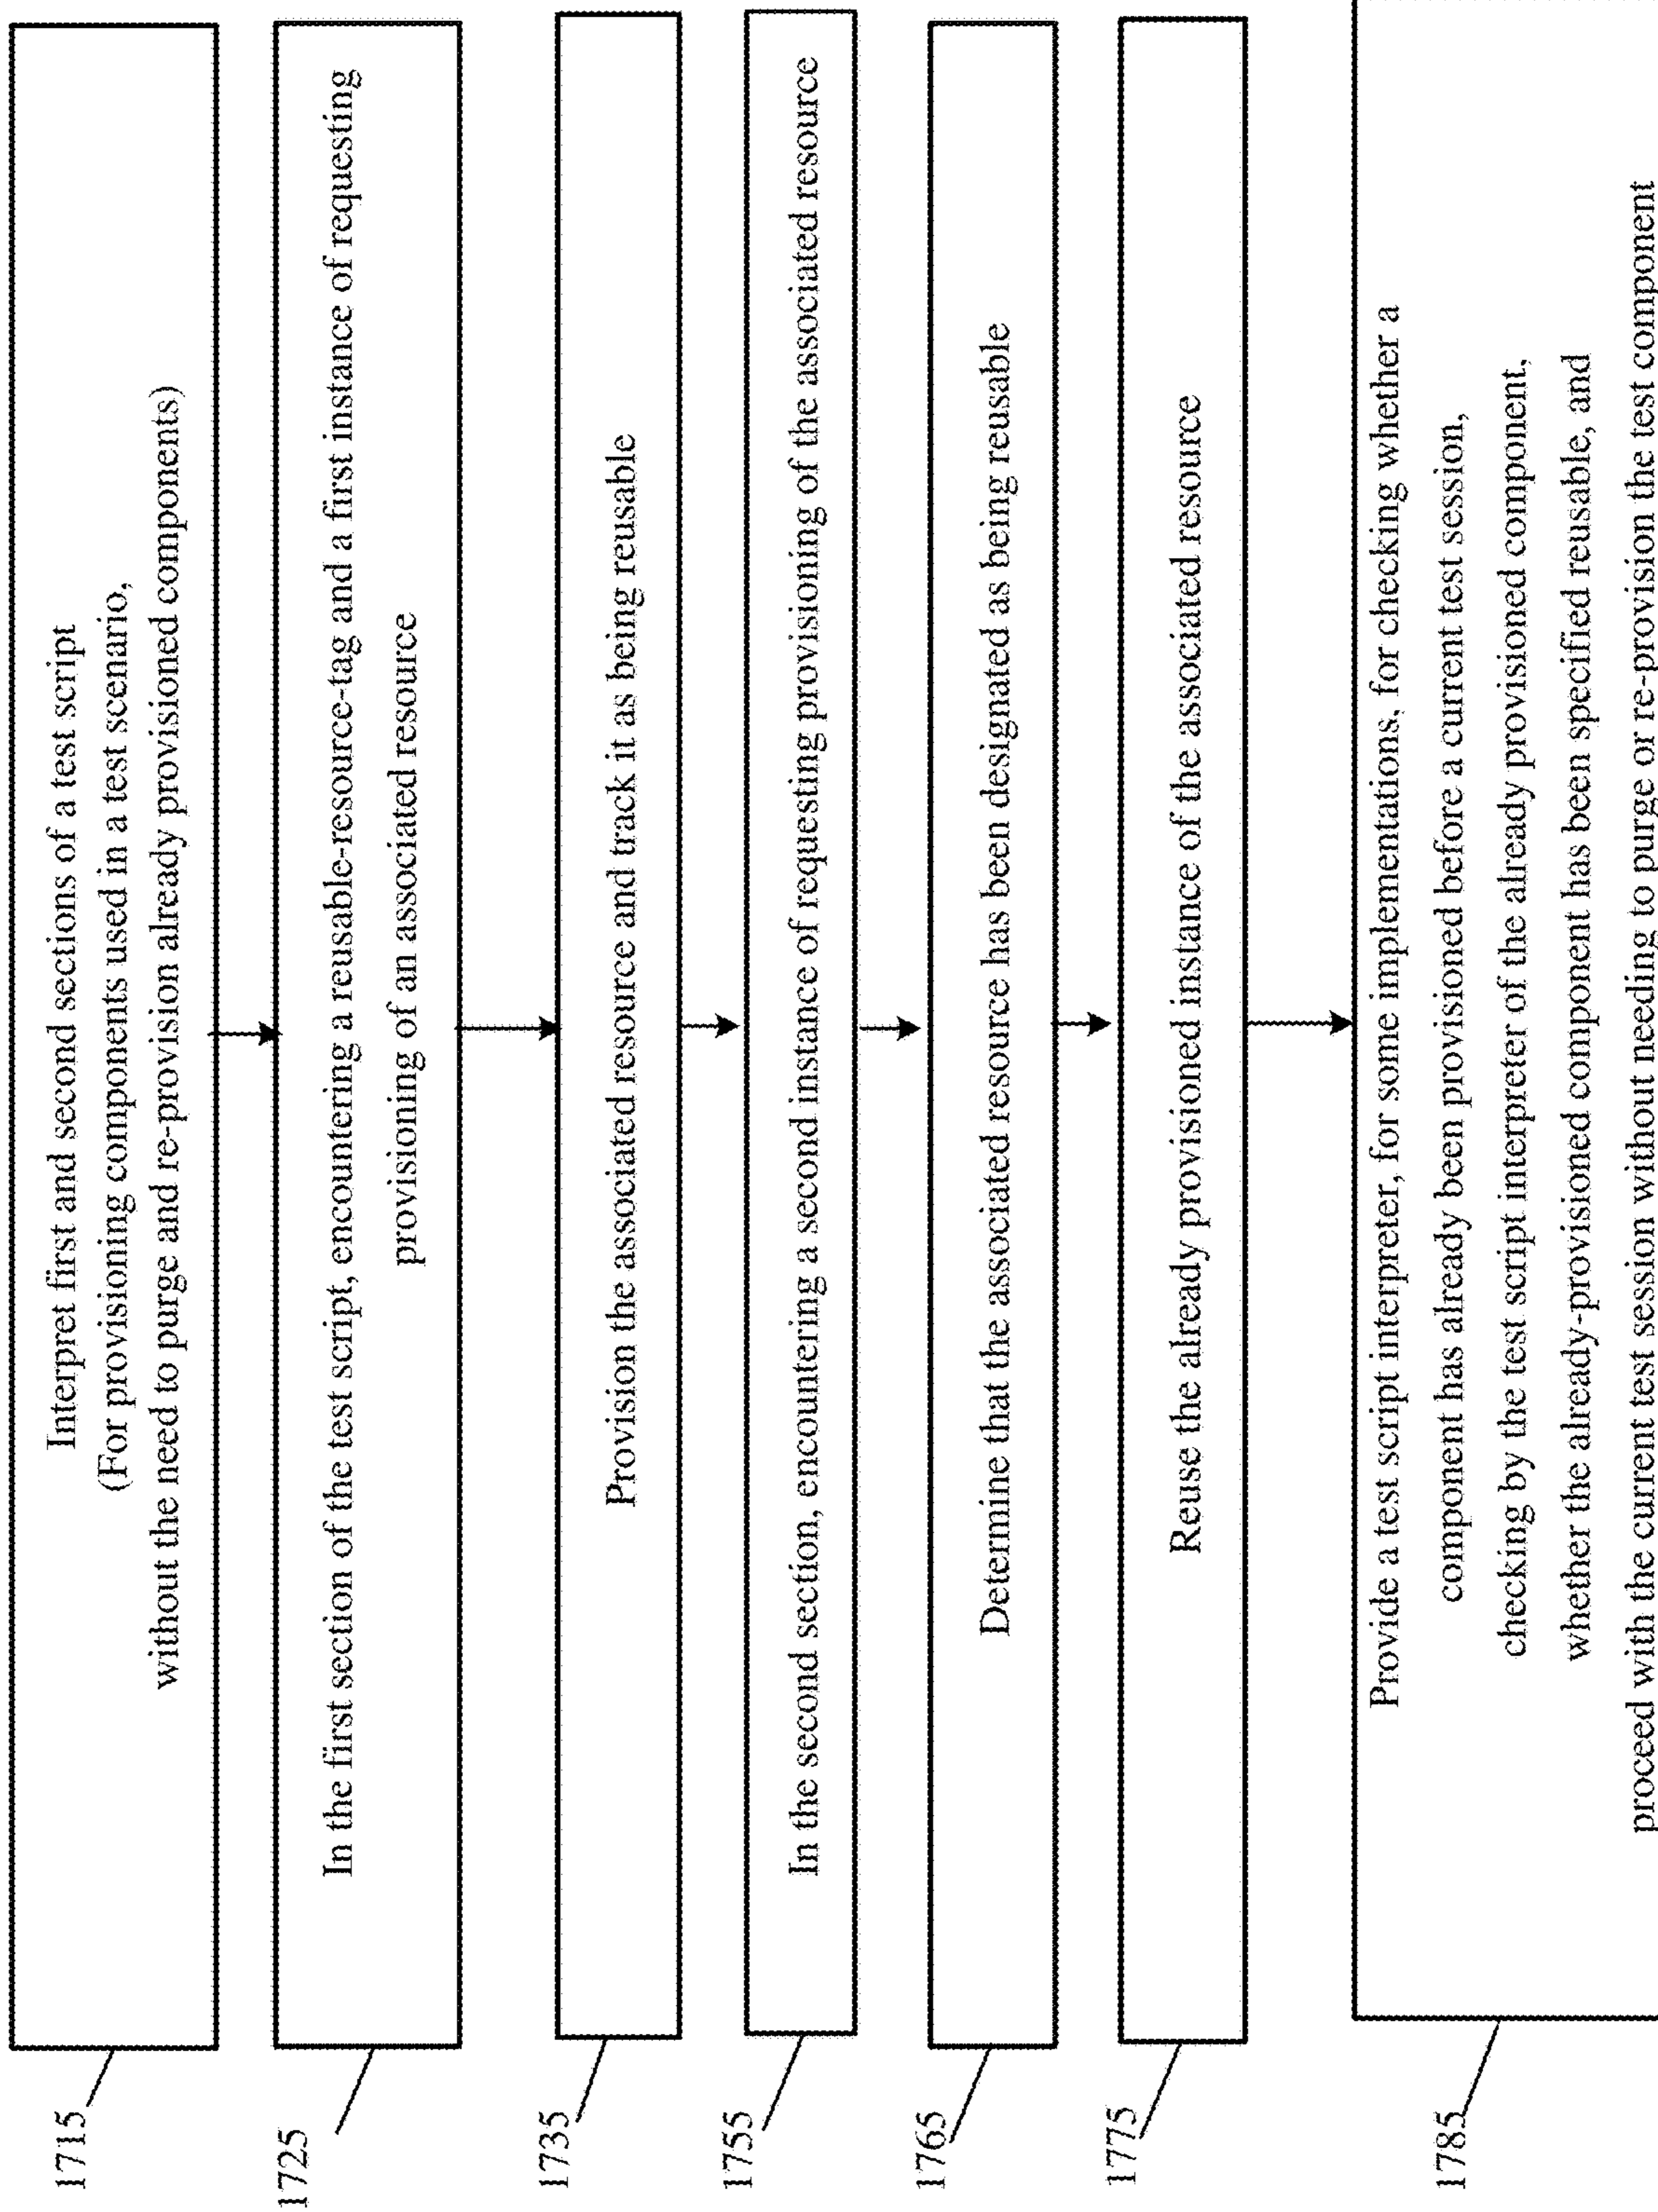 1715
Interpret first and second sections of a test script
(For provisioning components used in a test scenario,
without the need to purge and re-provision already provisioned components)
1725
In the first section of the test script, encountering a reusable-resource-tag and a first instance of requesting
provisioning of an associated resource
1735
Provision the associated resource and track it as being reusable
1755
In the second section, encountering a second instance of requesting provisioning of the associated resource
1765
Determine that the associated resource has been designated as being reusable
1775
Reuse the already provisioned instance of the associated resource
1785
Provide a test script interpreter, for some implementations, for checking whether a
component has already been provisioned before a current test session,
checking by the test script interpreter of the already provisioned component,
whether the already-provisioned component has been specified reusable, and
proceed with the current test session without needing to purge or re-provision the test component